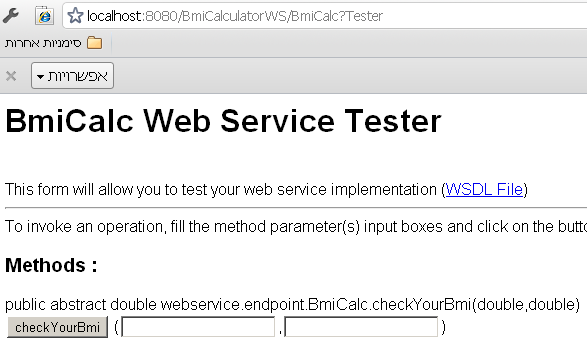 localhost:8080/BmiCalculatorWS/BmiCalc?Tester
סימניות אחרות
אפשרויות
BmiCalc Web Service Tester
This form will allow you to test your web service implementation (WSDL File)
To invoke an operation, fill the method parameter(s) input boxes and click on the
Methods :
public abstract double webservice.endpoint.BmiCalc.checkYourBmi(double,double)
checkYourBmi ( , )